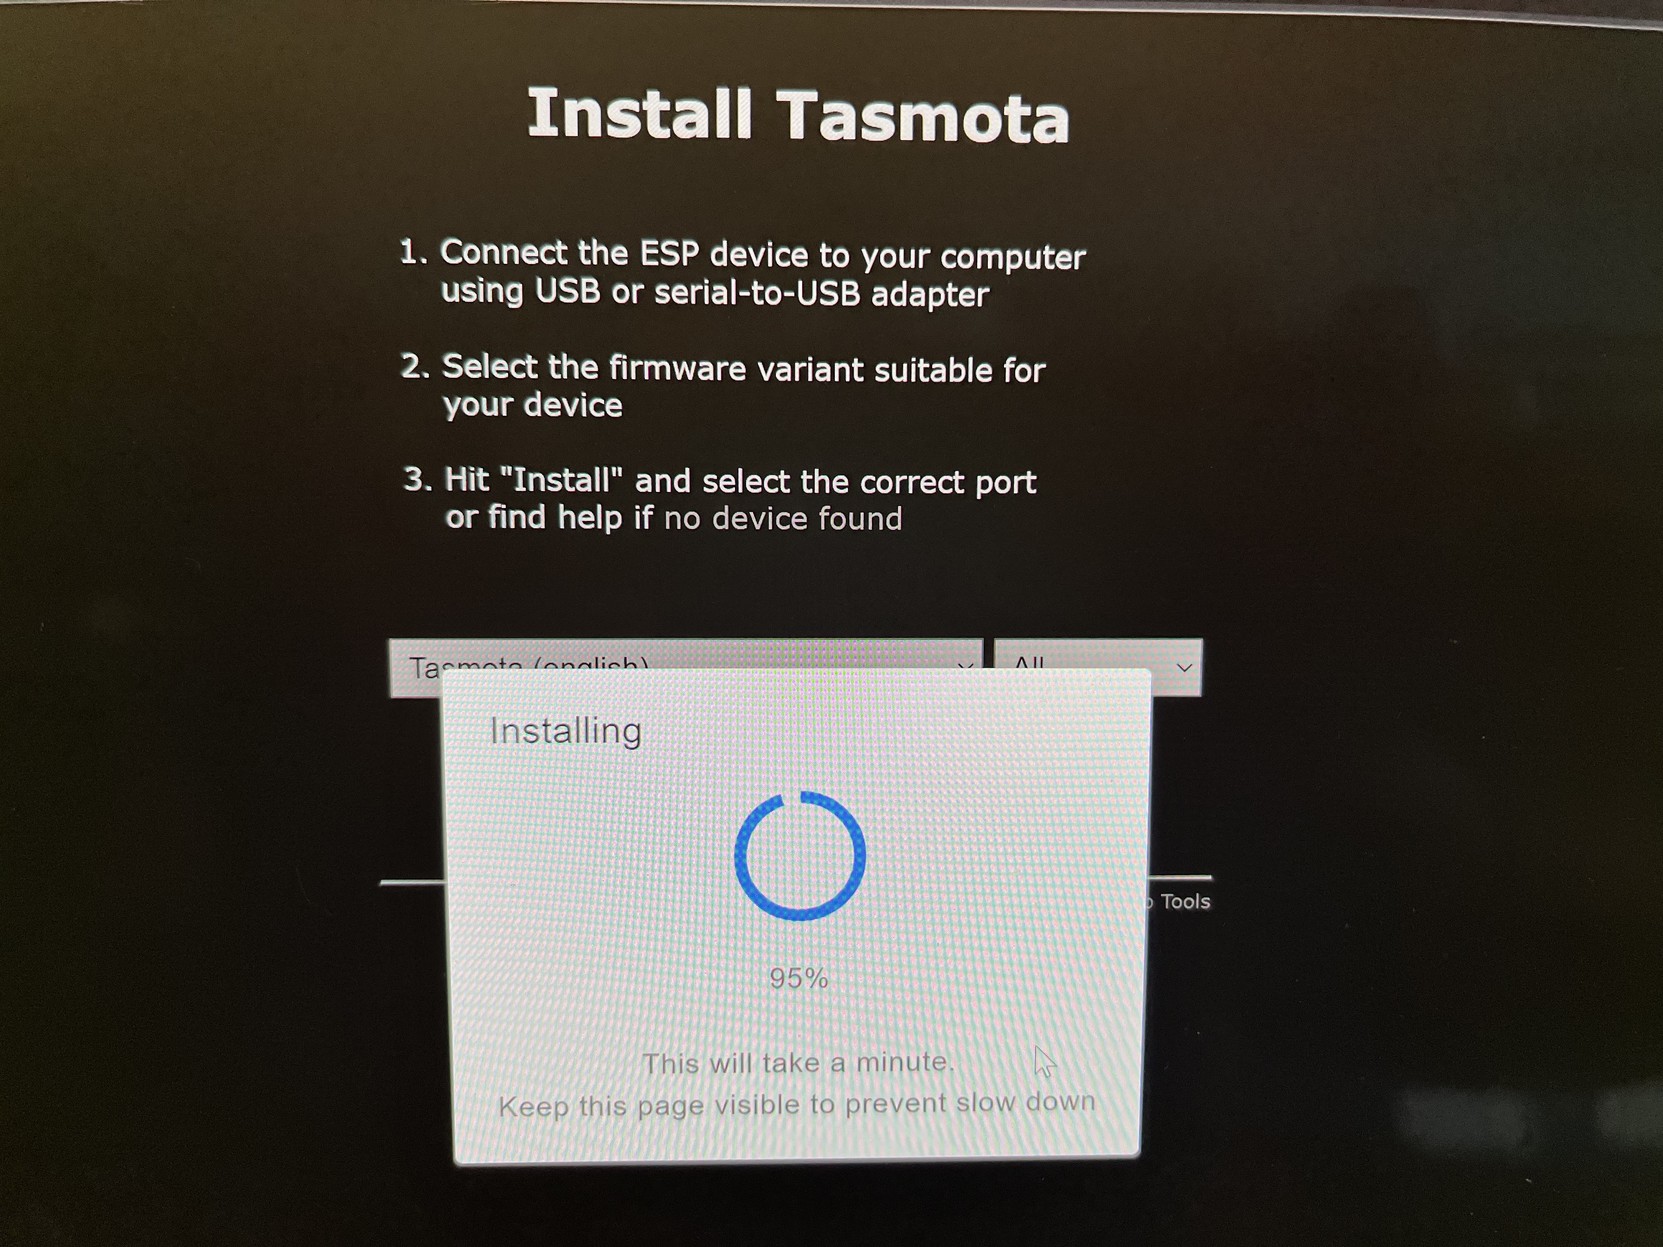 Install Tasmota
1. Connect the ESP device to your computer
using USB or serial-to-USB adapter
2. Select the firmware variant suitable for
your device
3. Hit "Install" and select the correct port
or find help if no device found
Tasmota (english)
All
Installing
Tools
95%
This will take a minute.
Keep this page visible to prevent slow down